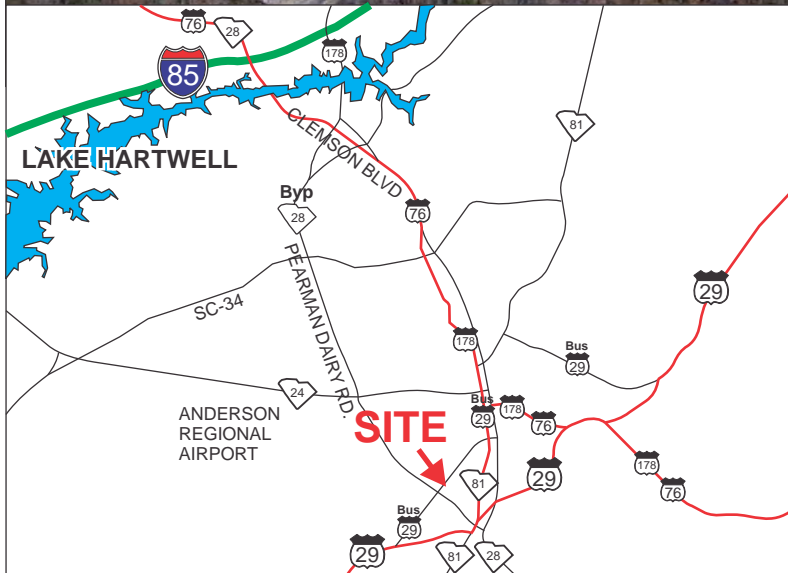 76
28
178
85
81
LAKE HARTWELL
CLEMSON BLVD
Byp
28
76
PEARMAN DAIRY RD.
29
SC-34
178
Bus
29
24
Bus
29
178
76
ANDERSON
REGIONAL
AIRPORT
SITE
178
76
29
81
Bus
29
29
81
28